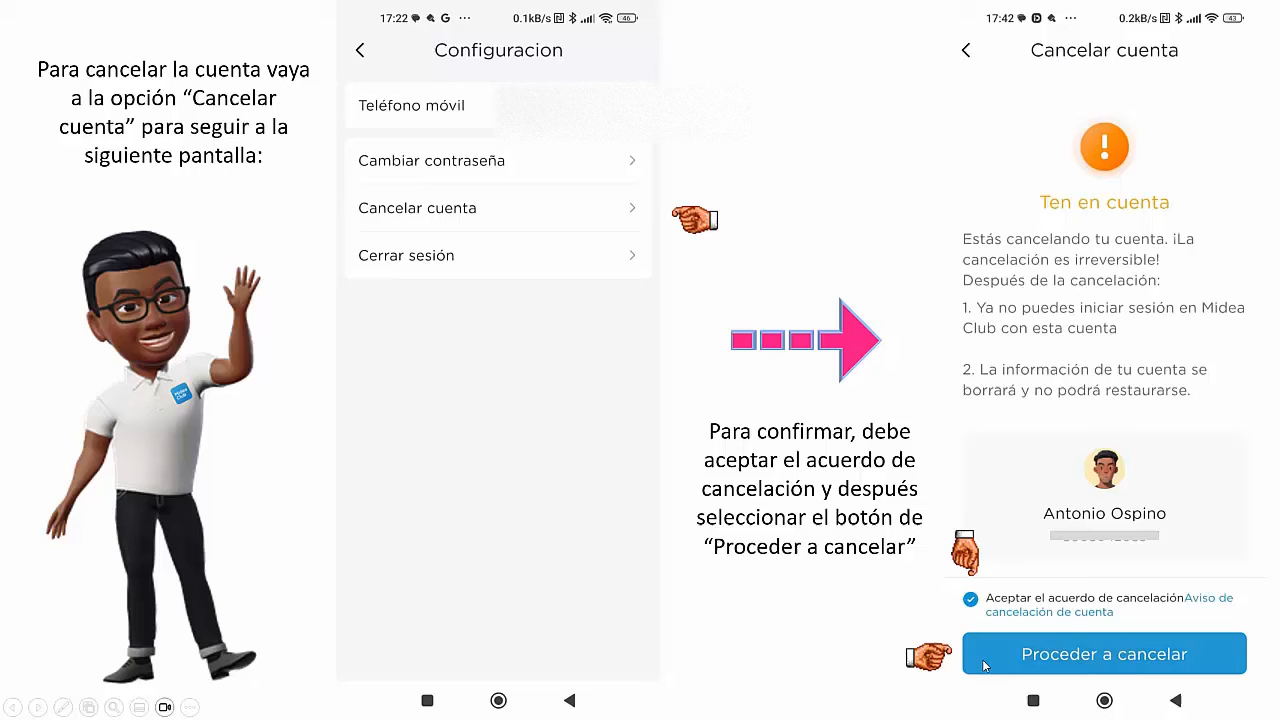 Para cancelar la cuenta vaya
a la opción “Cancelar
cuenta” para seguir a la
siguiente pantalla:
Midea
Club
17:22
0.1kB/s
46
Configuracion
Teléfono móvil
Cambiar contraseña
Cancelar cuenta
Cerrar sesión
Para confirmar, debe
aceptar el acuerdo de
cancelación y después
seleccionar el botón de
“Proceder a cancelar”
17:42
0.2kB/s
43
Cancelar cuenta
Ten en cuenta
Estás cancelando tu cuenta. ¡La
cancelación es irreversible!
Después de la cancelación:
1. Ya no puedes iniciar sesión en Midea
Club con esta cuenta
2. La información de tu cuenta se
borrará y no podrá restaurarse.
Antonio Ospino
Aceptar el acuerdo de cancelaciónAviso de
cancelación de cuenta
Proceder a cancelar